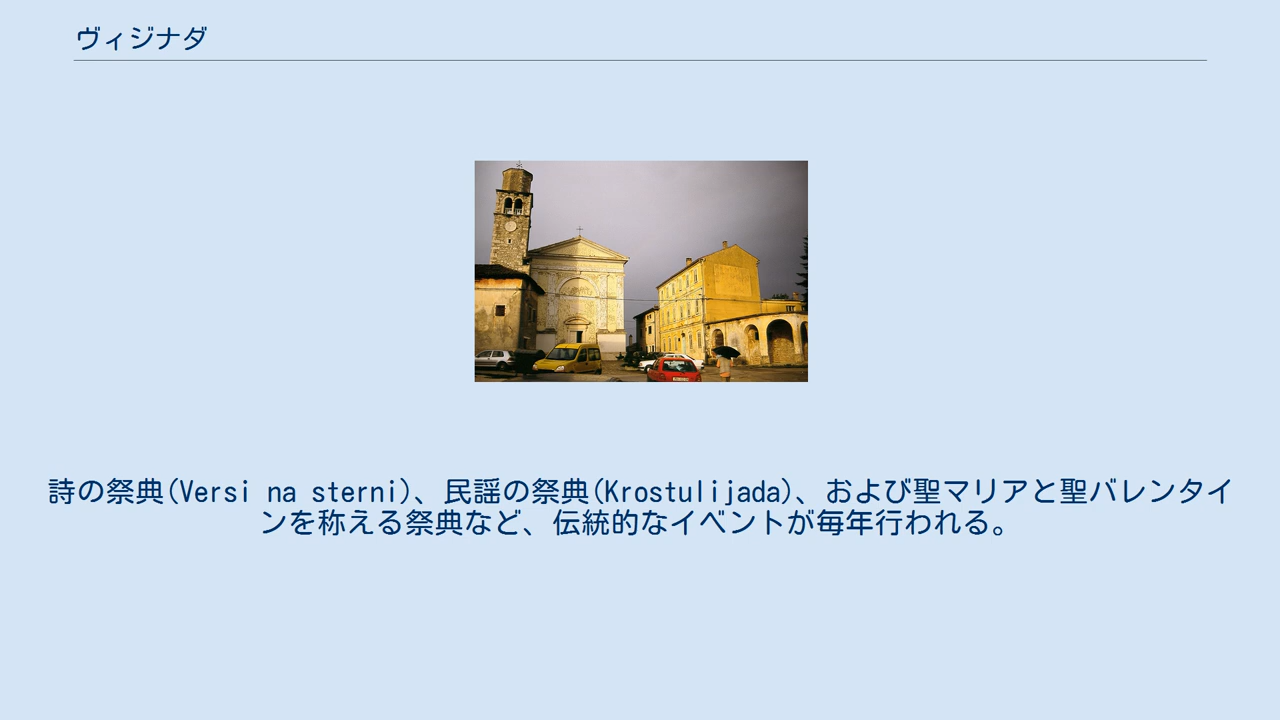 ヴィジナダ
詩の祭典(Versi na sterni)、民謡の祭典(Krostulijada)、および聖マリアと聖バレンタイ
ンを称える祭典など、伝統的なイベントが毎年行われる。